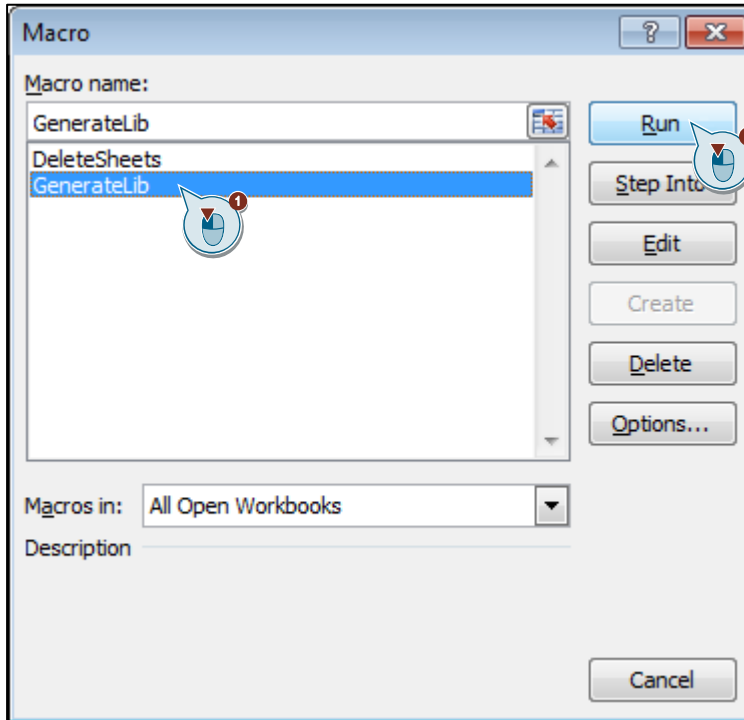 Macro
Macro name:
GenerateLib
Run
DeleteSheets
GenerateLib
1
Step Into
Edit
Create
Delete
Options...
Macros in:
All Open Workbooks
Description
Cancel